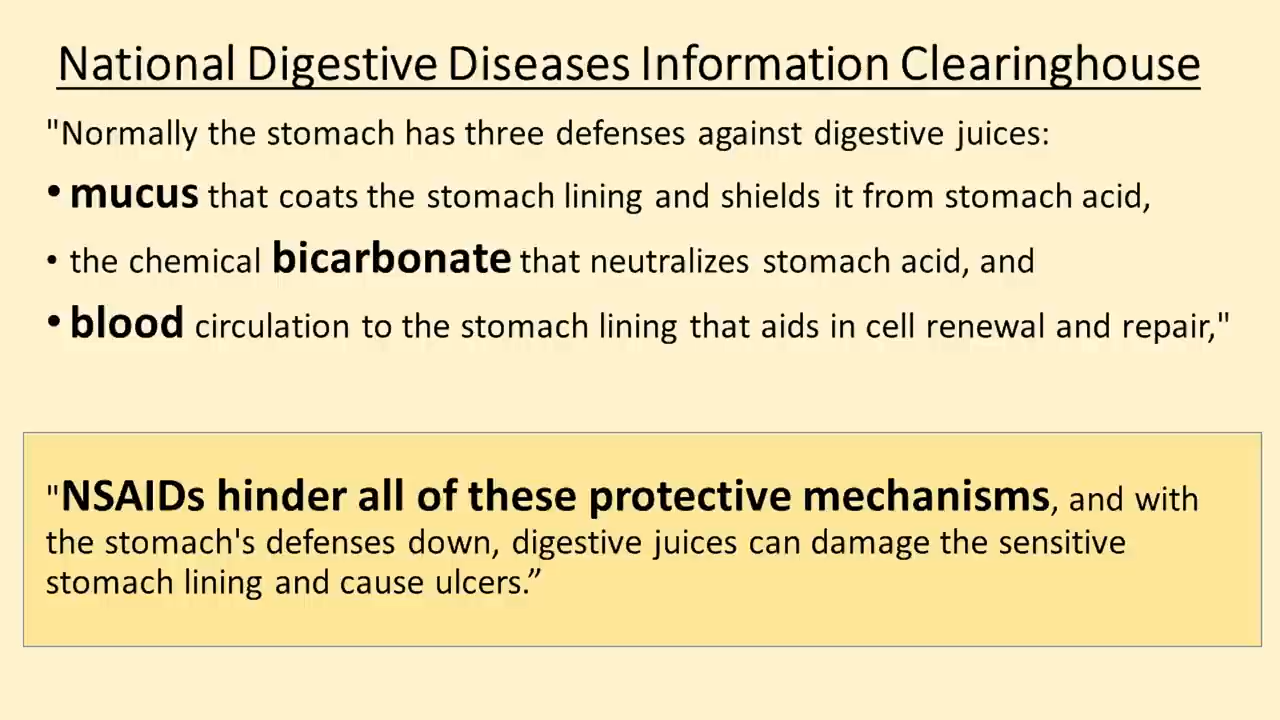 National Digestive Diseases Information Clearinghouse
"Normally the stomach has three defenses against digestive juices:
• mucus that coats the stomach lining and shields it from stomach acid,
• the chemical bicarbonate that neutralizes stomach acid, and
• blood circulation to the stomach lining that aids in cell renewal and repair,"
"NSAIDs hinder all of these protective mechanisms, and with
the stomach's defenses down, digestive juices can damage the sensitive
stomach lining and cause ulcers.”